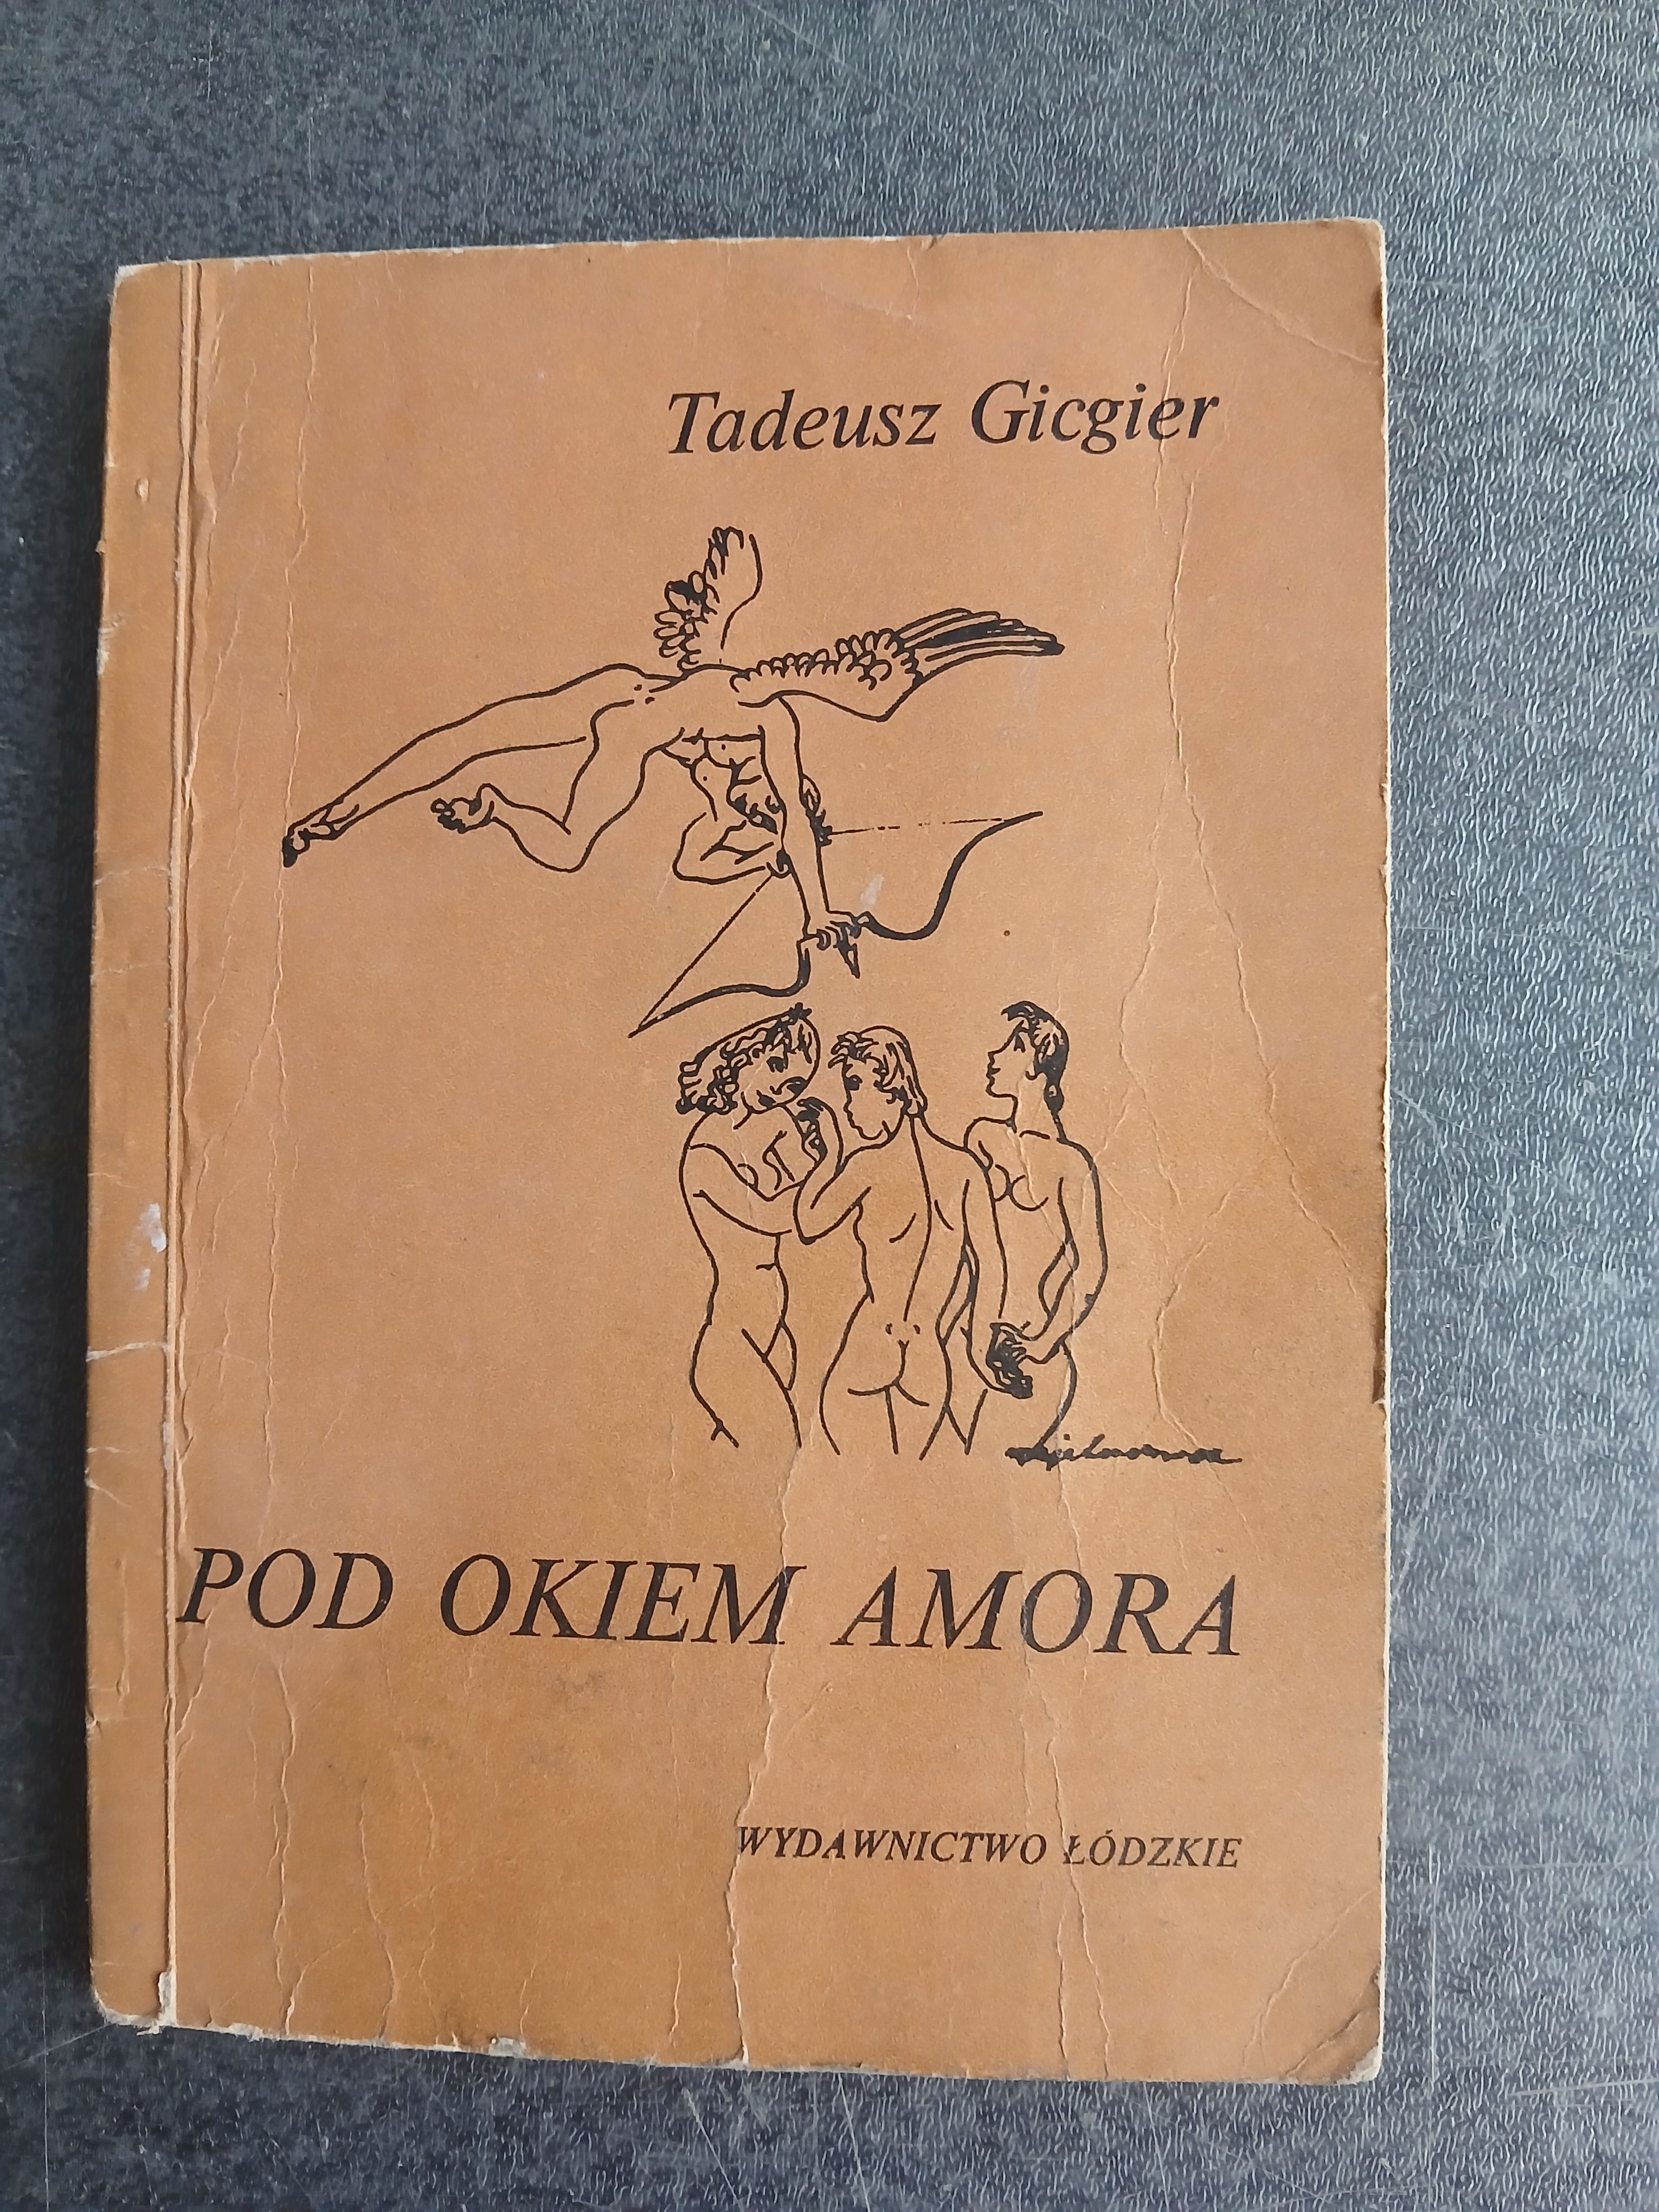 Tadeusz Gicgier
POD OKIEM AMORA
WYDAWNICTWO ŁÓDZKIE